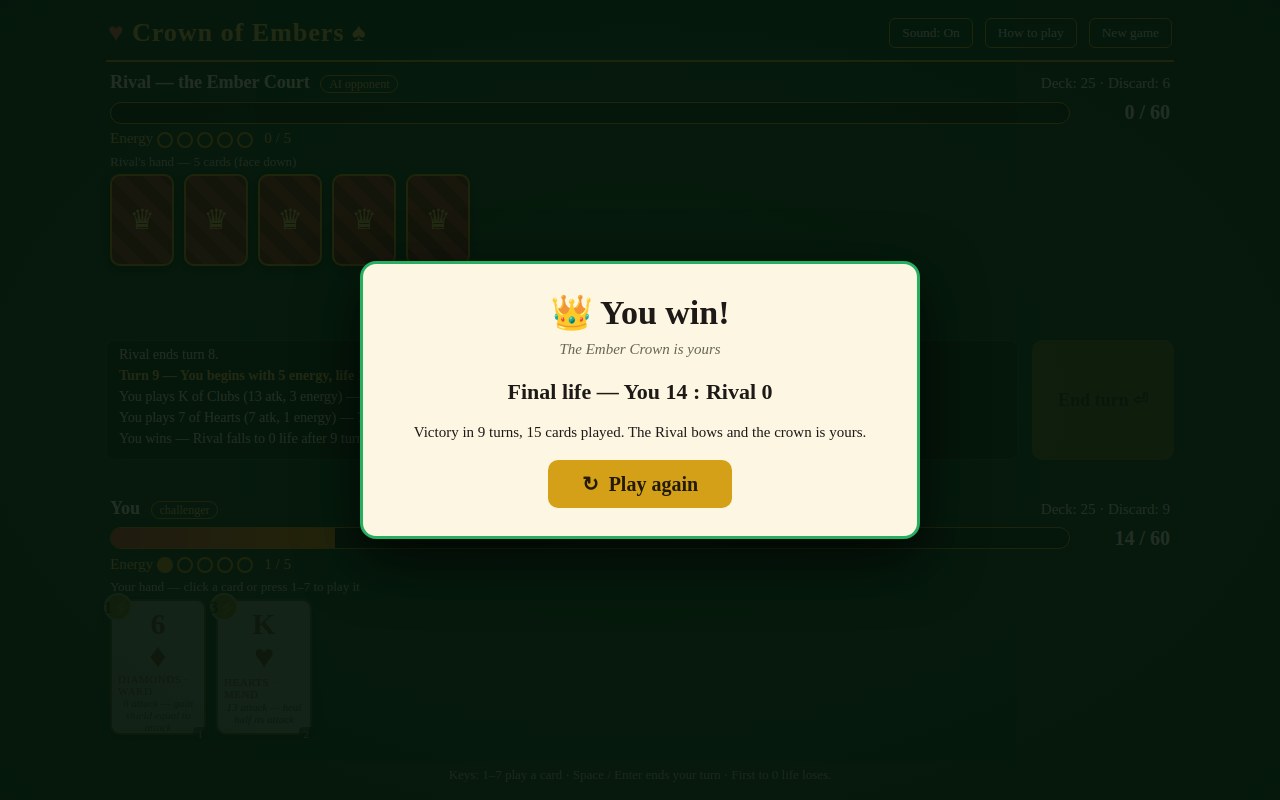 ♥ Crown of Embers ♠
Sound: On
How to play
New game
Rival — the Ember Court
AI opponent
Deck: 25 · Discard: 6
0 / 60
Energy
0 / 5
Rival's hand — 5 cards (face down)
👑 You win!
The Ember Crown is yours
Final life — You 14 : Rival 0
Victory in 9 turns, 15 cards played. The Rival bows and the crown is yours.
↻ Play again
Rival ends turn 8.
Turn 9 — You begins with 5 energy, life
You plays K of Clubs (13 atk, 3 energy) —
You plays 7 of Hearts (7 atk, 1 energy) —
You wins — Rival falls to 0 life after 9 turn
End turn
You
challenger
Deck: 25 · Discard: 9
14 / 60
Energy
1 / 5
Your hand — click a card or press 1–7 to play it
6
♦
DIAMONDS
WARD
K
♥
HEARTS
MEND
Keys: 1–7 play a card · Space / Enter ends your turn · First to 0 life loses.